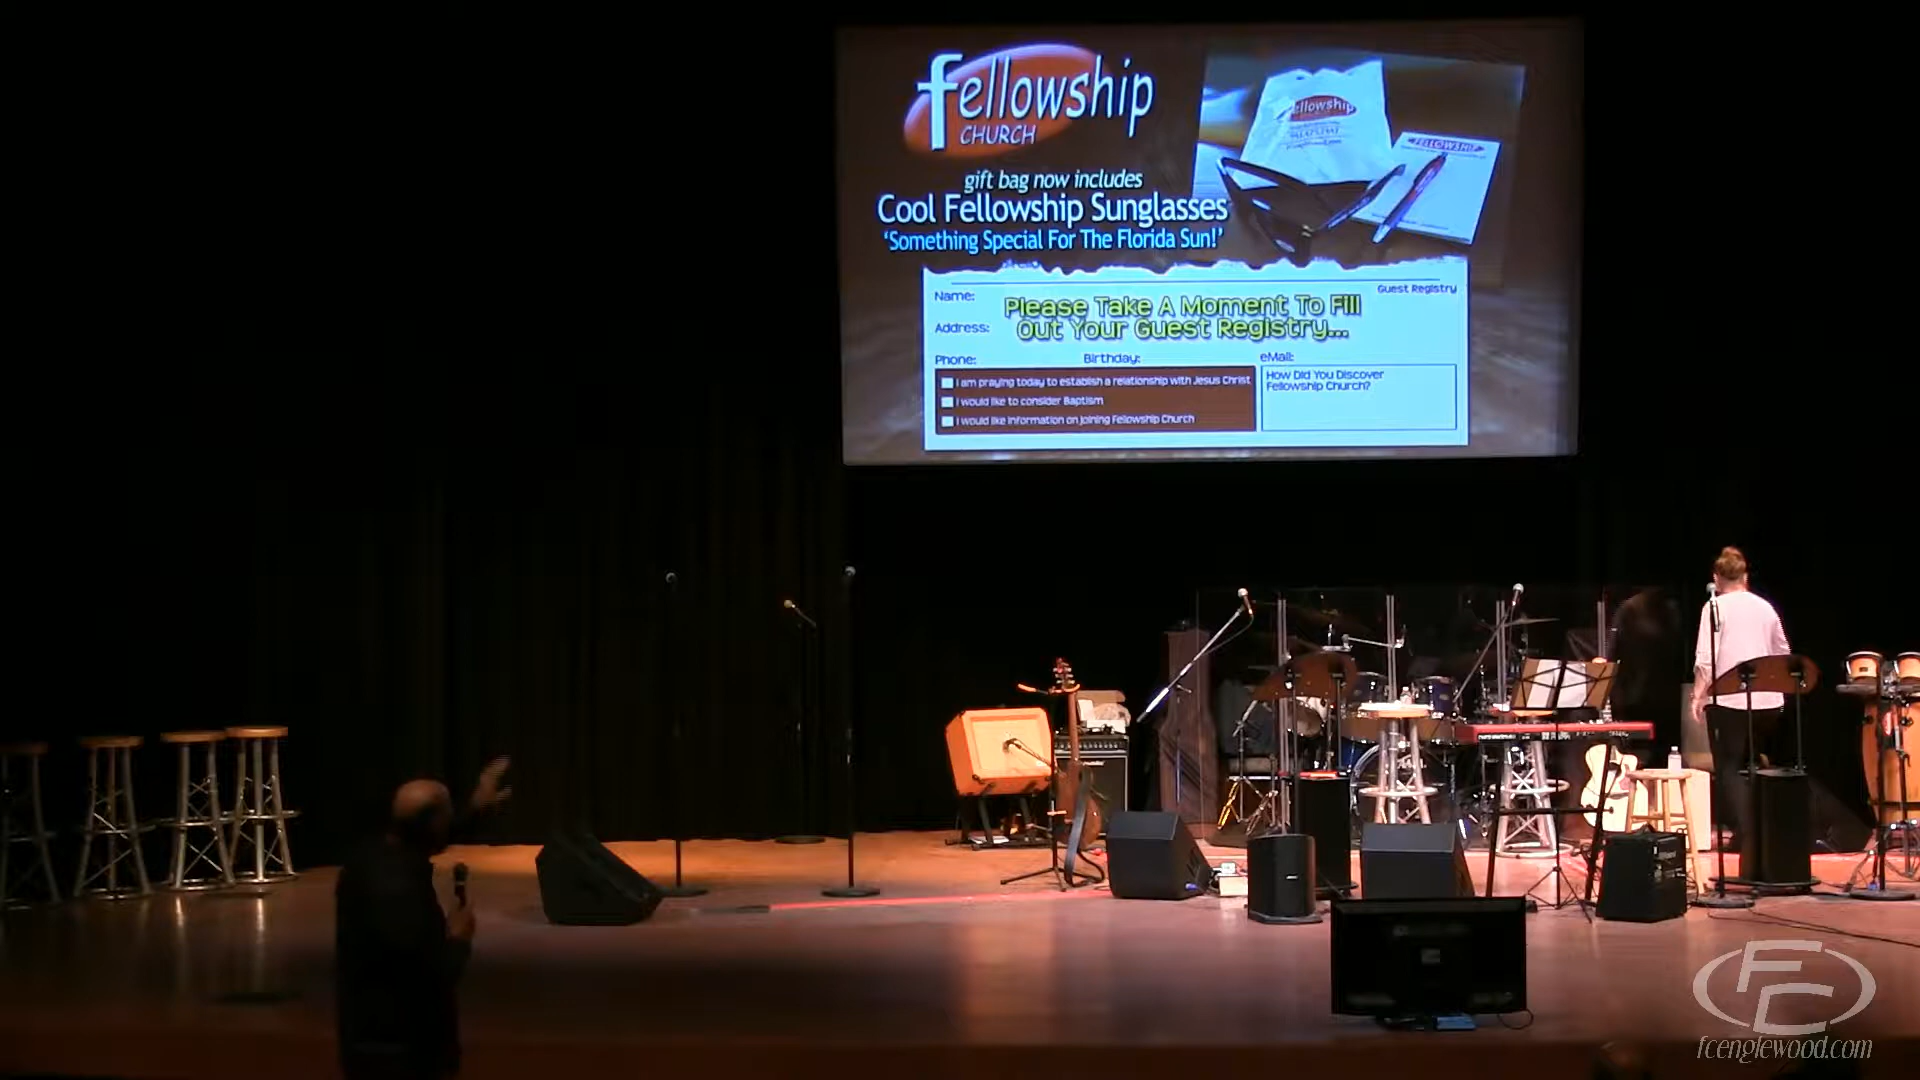 fellowship
CHURCH
gift bag now includes
Cool Fellowship Sunglasses
'Something Special For The Florida Sun!'
fellowship
FELLOWSHIP
Guest Registry
Name:
Please Take A Moment To Fill
Out Your Guest Registry...
Address:
Phone:
Birthday:
eMail:
I am praying today to establish a relationship with Jesus Christ
I would like to consider Baptism
I would like information on joining Fellowship Church
How Did You Discover
Fellowship Church?
FC
fcenglewood.com